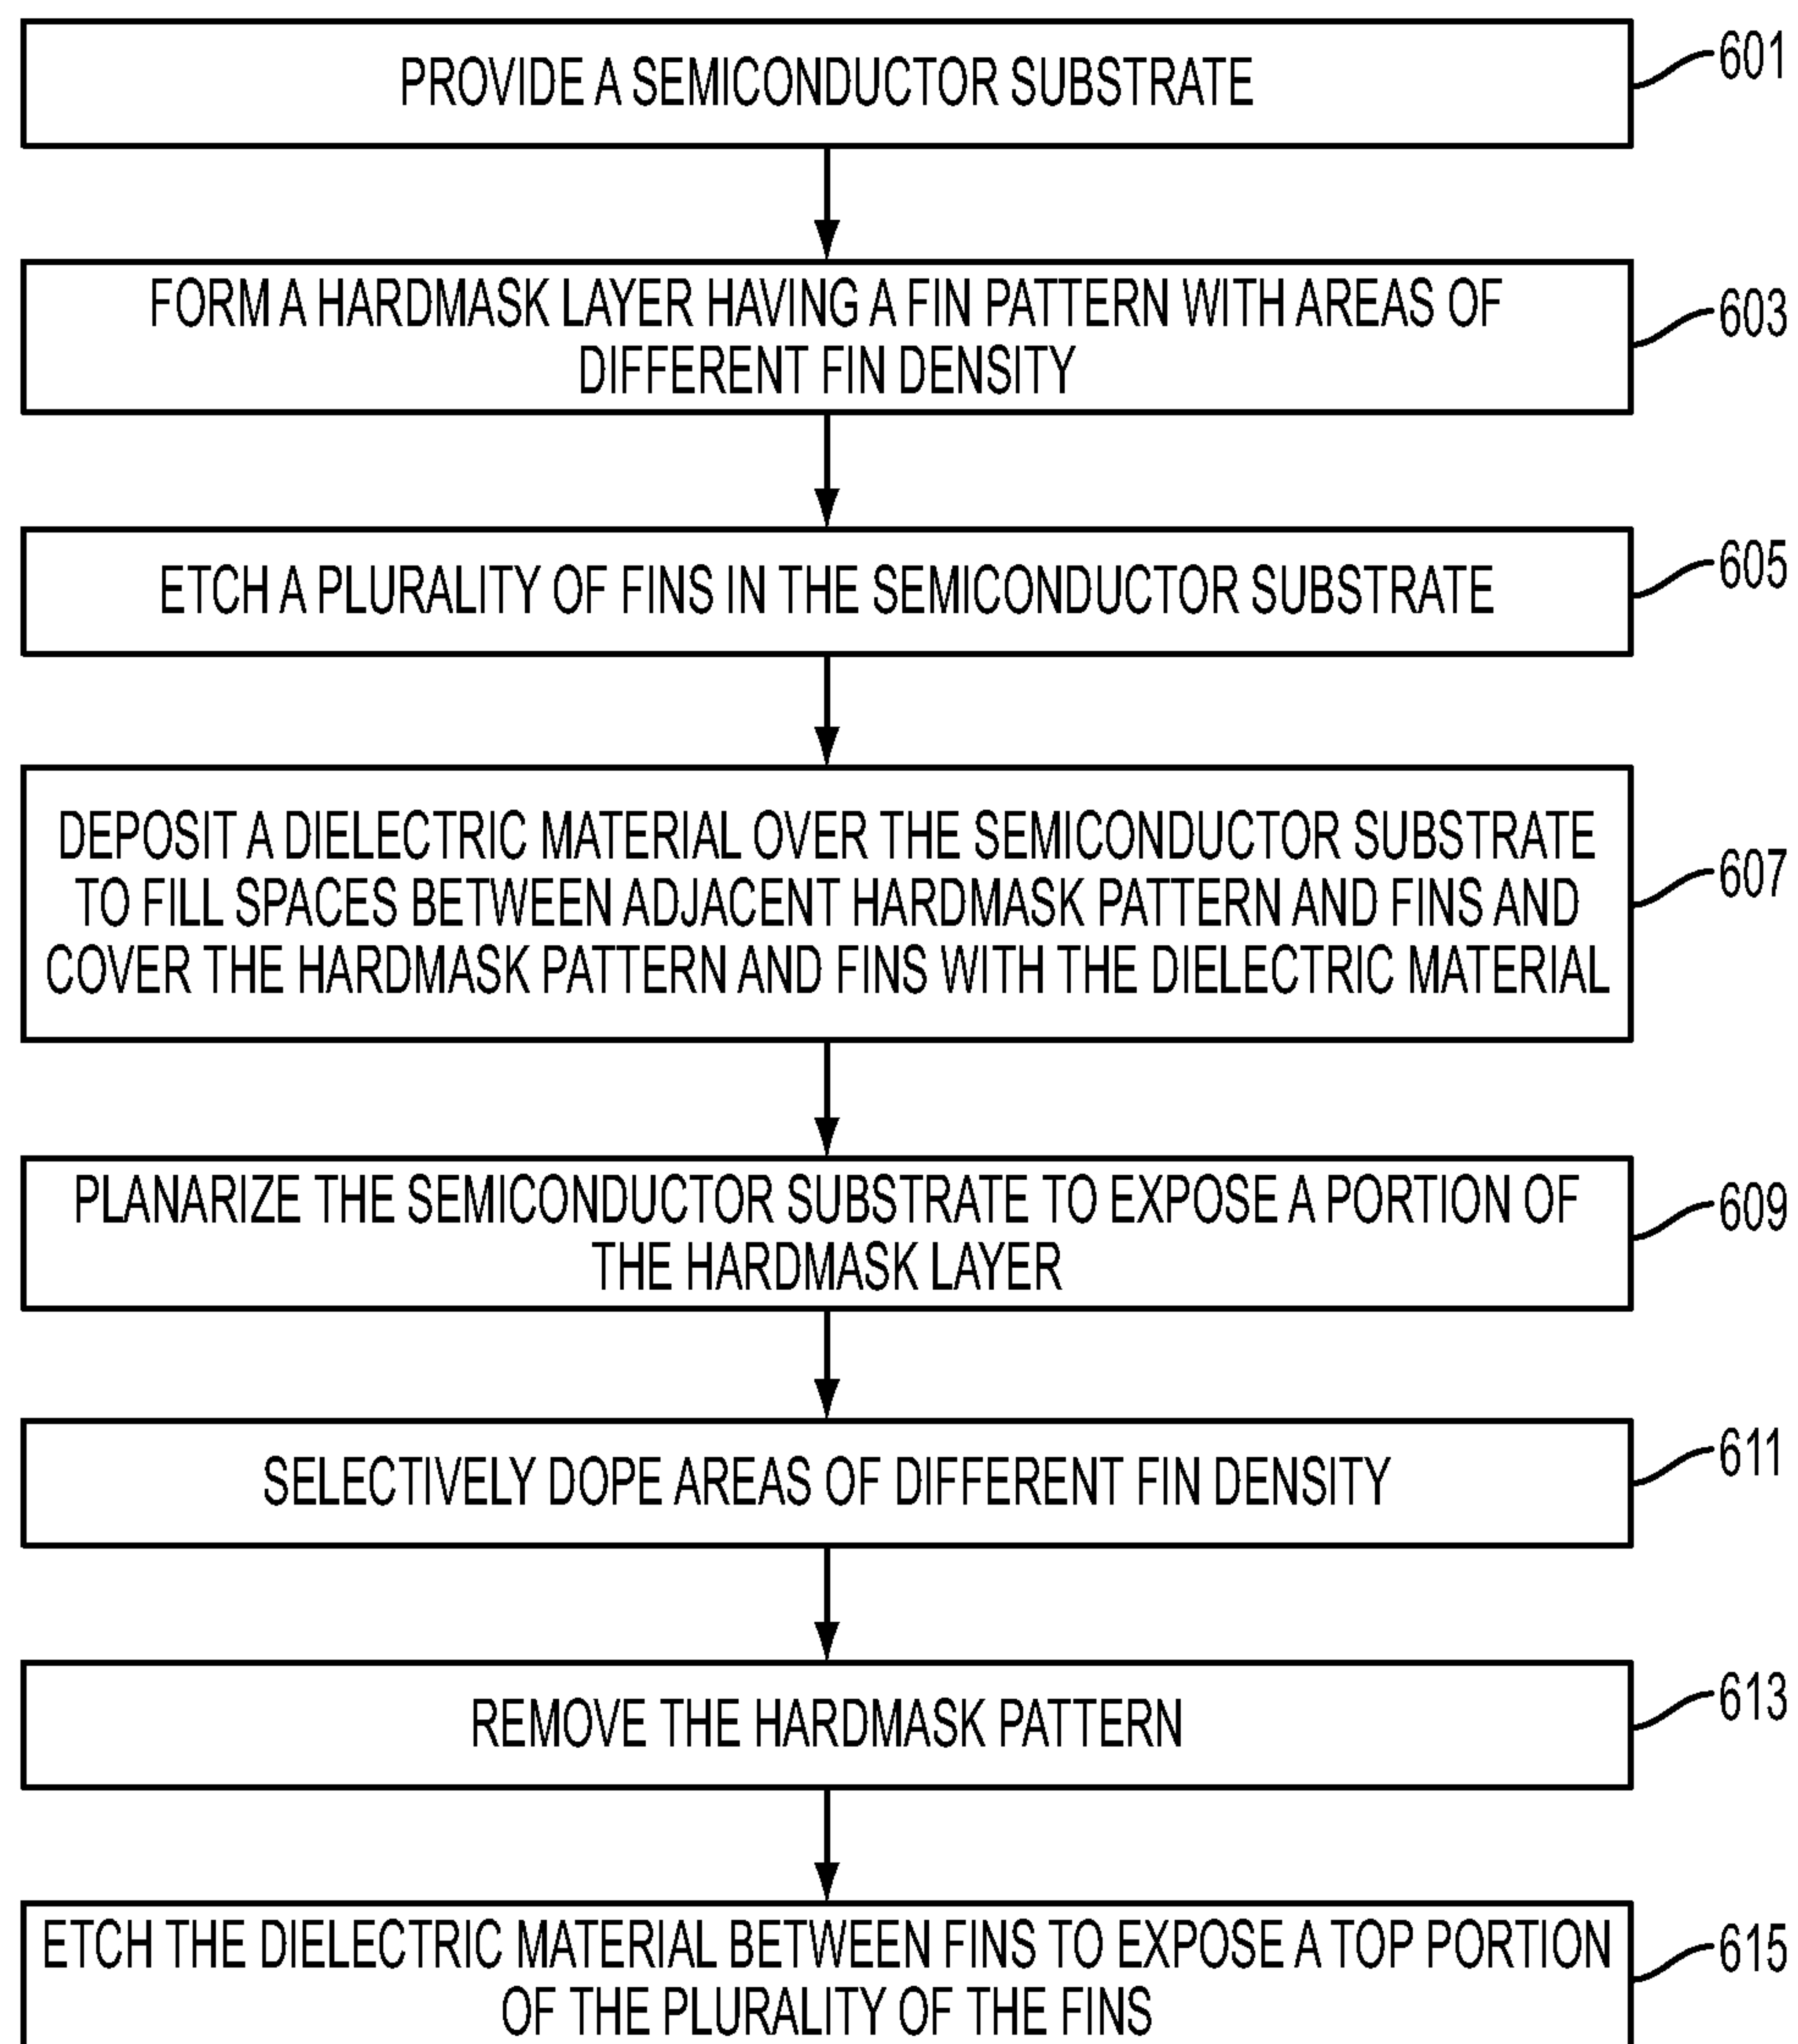 PROVIDE A SEMICONDUCTOR SUBSTRATE
601
FORM A HARDMASK LAYER HAVING A FIN PATTERN WITH AREAS OF
DIFFERENT FIN DENSITY
603
ETCH A PLURALITY OF FINS IN THE SEMICONDUCTOR SUBSTRATE
605
DEPOSIT A DIELECTRIC MATERIAL OVER THE SEMICONDUCTOR SUBSTRATE
TO FILL SPACES BETWEEN ADJACENT HARDMASK PATTERN AND FINS AND
COVER THE HARDMASK PATTERN AND FINS WITH THE DIELECTRIC MATERIAL
607
PLANARIZE THE SEMICONDUCTOR SUBSTRATE TO EXPOSE A PORTION OF
THE HARDMASK LAYER
609
SELECTIVELY DOPE AREAS OF DIFFERENT FIN DENSITY
611
REMOVE THE HARDMASK PATTERN
613
ETCH THE DIELECTRIC MATERIAL BETWEEN FINS TO EXPOSE A TOP PORTION
OF THE PLURALITY OF THE FINS
615